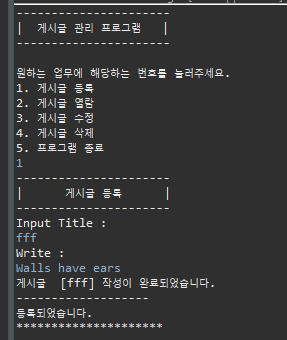 ----------------------
|  게시글 관리 프로그램   |
----------------------
원하는 업무에 해당하는 번호를 눌러주세요.
1. 게시글 등록
2. 게시글 열람
3. 게시글 수정
4. 게시글 삭제
5. 프로그램 종료
1
----------------------
|      게시글 등록      |
----------------------
Input Title :
fff
Write :
Walls have ears
게시글  [fff] 작성이 완료되었습니다.
-------------------
등록되었습니다.
*********************